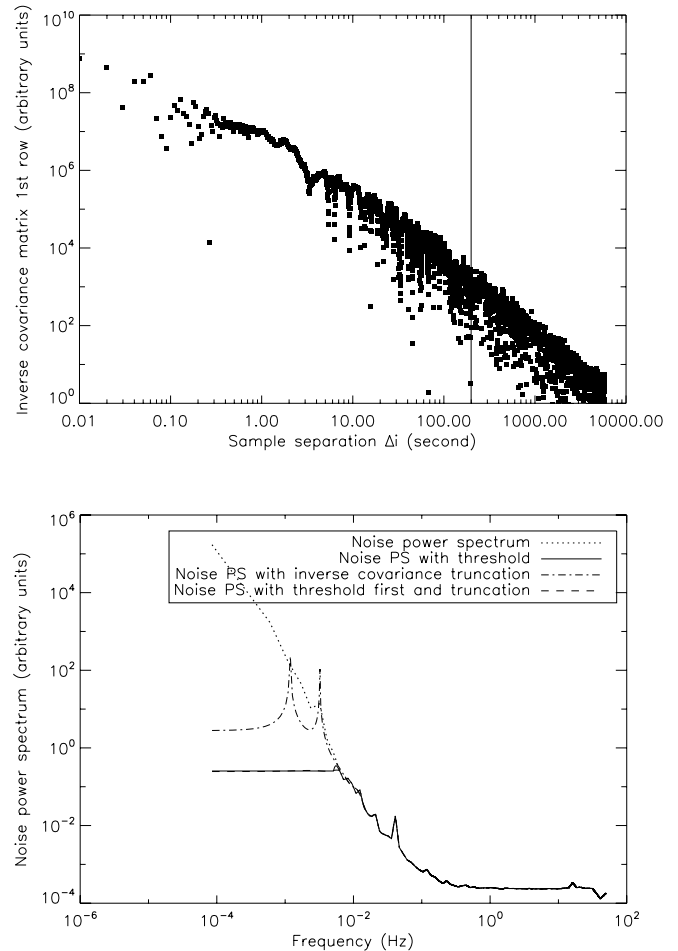 Inverse covariance matrix 1st row (arbitrary units)
10^10
10^8
10^6
10^4
10^2
10^0
0.01 0.10 1.00 10.00 100.00 1000.00 10000.00
Sample separation Δi (second)
Noise power spectrum (arbitrary units)
10^6
10^4
10^2
10^0
10^-2
10^-4
Noise power spectrum
Noise PS with threshold
Noise PS with inverse covariance truncation
Noise PS with threshold first and truncation
10^-6 10^-4 10^-2 10^0 10^2
Frequency (Hz)